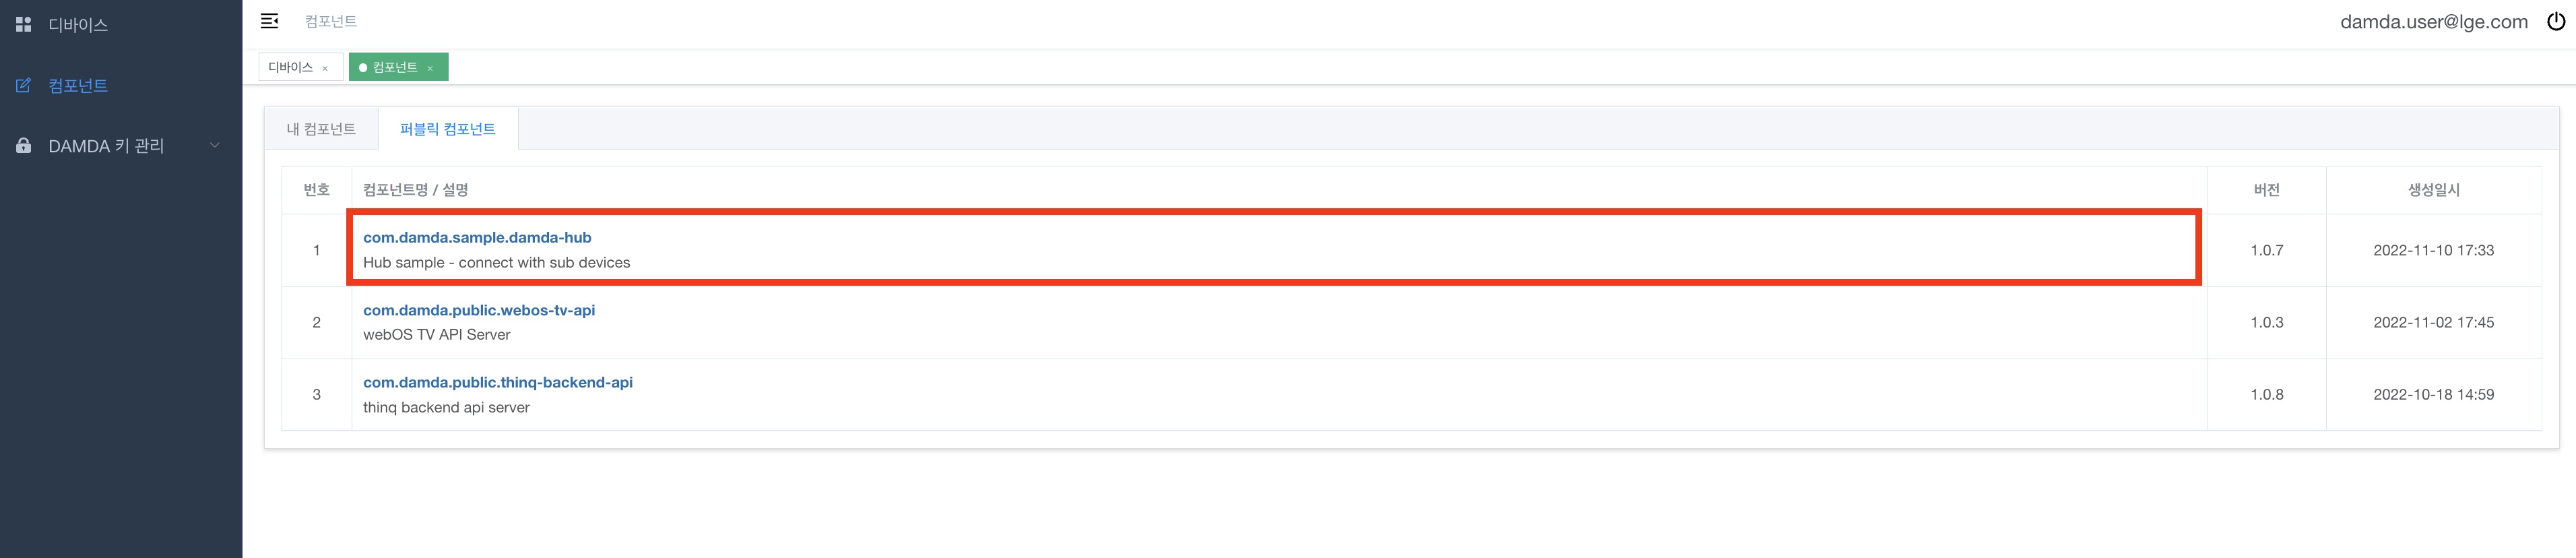 디바이스
컴포넌트
DAMDA 키 관리
컴포넌트
damda.user@lge.com
디바이스 ×
컴포넌트 ×
내 컴포넌트
퍼블릭 컴포넌트
번호 컴포넌트명 / 설명 버전 생성일시
1 com.damda.sample.damda-hub 1.0.7 2022-11-10 17:33
Hub sample - connect with sub devices
2 com.damda.public.webos-tv-api 1.0.3 2022-11-02 17:45
webOS TV API Server
3 com.damda.public.thinq-backend-api 1.0.8 2022-10-18 14:59
thinq backend api server